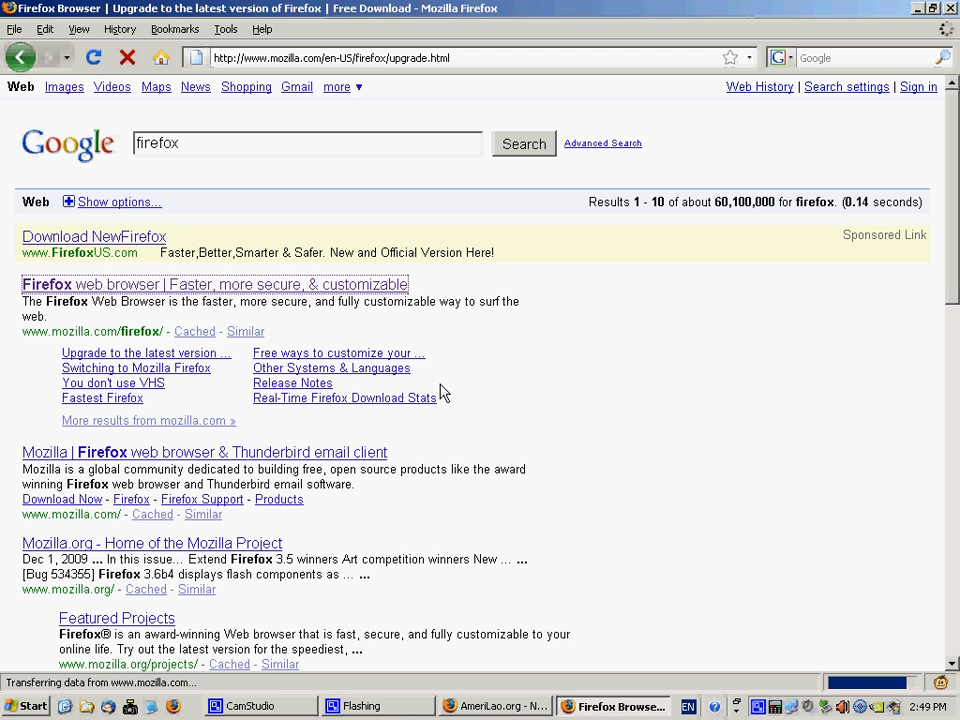 Firefox Browser | Upgrade to the latest version of Firefox | Free Download - Mozilla Firefox
File Edit View History Bookmarks Tools Help
http://www.mozilla.com/en-US/firefox/upgrade.html Google
Web Images Videos Maps News Shopping Gmail more ▼ Web History | Search settings | Sign in
Google firefox Search Advanced Search
Web Show options... Results 1 - 10 of about 60,100,000 for firefox. (0.14 seconds)
Download NewFirefox Sponsored Link
www.FirefoxUS.com Faster,Better,Smarter & Safer. New and Official Version Here!
Firefox web browser | Faster, more secure, & customizable
The Firefox Web Browser is the faster, more secure, and fully customizable way to surf the
web.
www.mozilla.com/firefox/ - Cached - Similar
Upgrade to the latest version ... Free ways to customize your ...
Switching to Mozilla Firefox Other Systems & Languages
You don't use VHS Release Notes
Fastest Firefox Real-Time Firefox Download Stats
More results from mozilla.com »
Mozilla | Firefox web browser & Thunderbird email client
Mozilla is a global community dedicated to building free, open source products like the award
winning Firefox web browser and Thunderbird email software.
Download Now - Firefox - Firefox Support - Products
www.mozilla.com/ - Cached - Similar
Mozilla.org - Home of the Mozilla Project
Dec 1, 2009 ... In this issue... Extend Firefox 3.5 winners Art competition winners New ... ...
[Bug 534355] Firefox 3.6b4 displays flash components as ... ...
www.mozilla.org/ - Cached - Similar
Featured Projects
Firefox® is an award-winning Web browser that is fast, secure, and fully customizable to your
online life. Try out the latest version for the speediest, ...
www.mozilla.org/projects/ - Cached - Similar
Transferring data from www.mozilla.com...
Start CamStudio Flashing AmeriLao.org - N... Firefox Browse... EN 2:49 PM